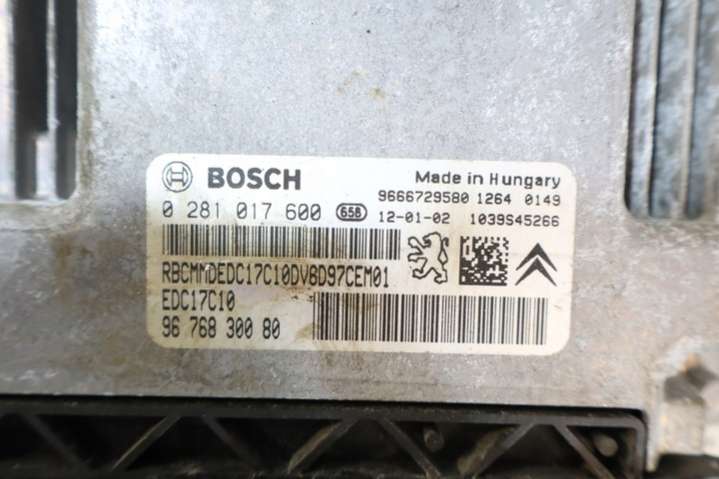 BOSCH
Made in Hungary
9666729580 1264 0149
0 281 017 600 658 12-01-02 1039S45266
RBCMMDEDC17C10DV6D97CEM01
EDC17C10
96 768 300 80